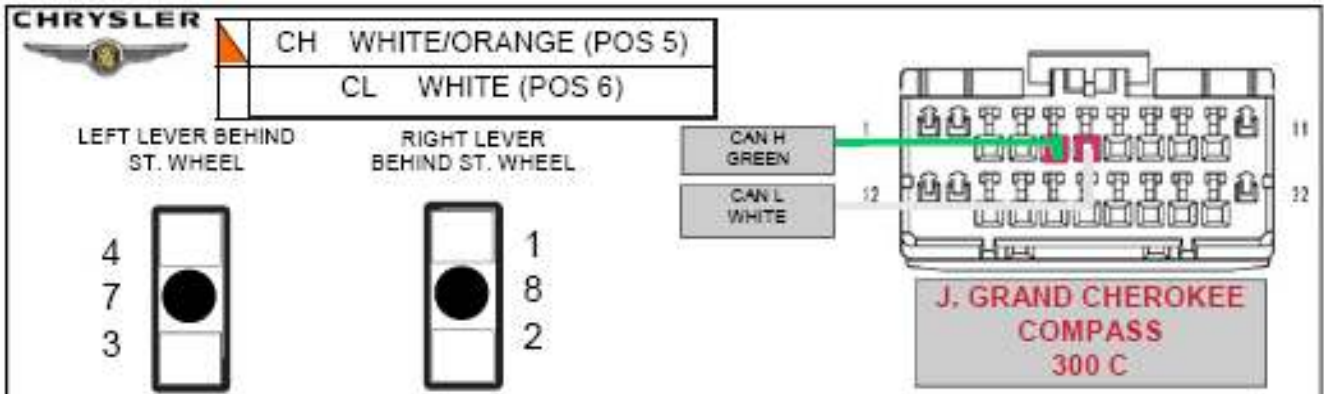 CHRYSLER
CH WHITE/ORANGE (POS 5)
CL WHITE (POS 6)
LEFT LEVER BEHIND
ST. WHEEL
4
7
3
RIGHT LEVER
BEHIND ST. WHEEL
1
8
2
CAN H
GREEN
CAN L
WHITE
1
11
12
22
J. GRAND CHEROKEE
COMPASS
300 C